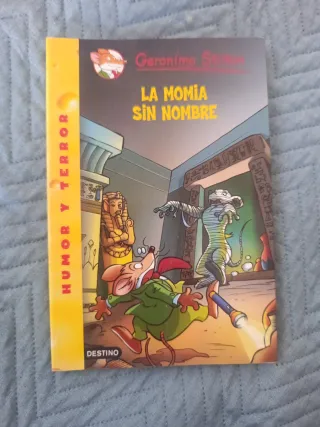 Geronimo Stilton
LA MOMIA
SIN NOMBRE
HUMOR Y TERROR
DESTINO